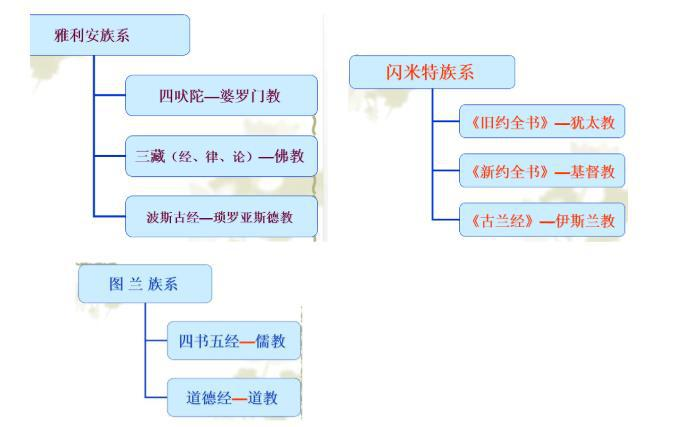 雅利安族系
四吠陀—婆罗门教
三藏（经、律、论）—佛教
波斯古经—琐罗亚斯德教
闪米特族系
《旧约全书》—犹太教
《新约全书》—基督教
《古兰经》—伊斯兰教
图 兰 族系
四书五经—儒教
道德经—道教